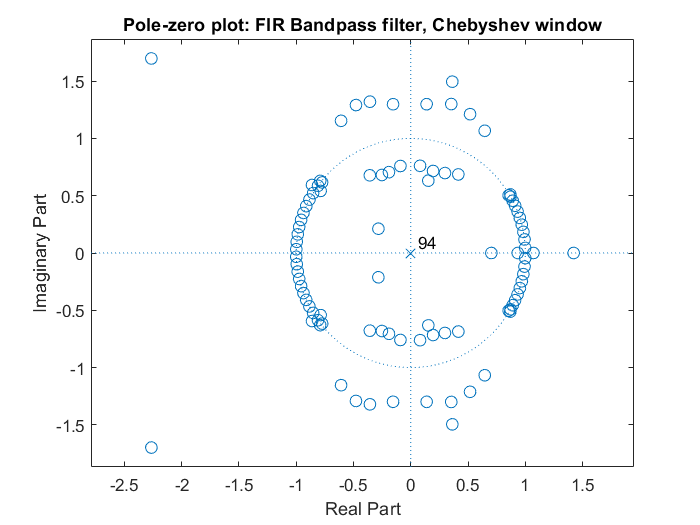 Pole-zero plot: FIR Bandpass filter, Chebyshev window
1.5
1
0.5
0
-0.5
-1
-1.5
Imaginary Part
94
-2.5 -2 -1.5 -1 -0.5 0 0.5 1 1.5
Real Part